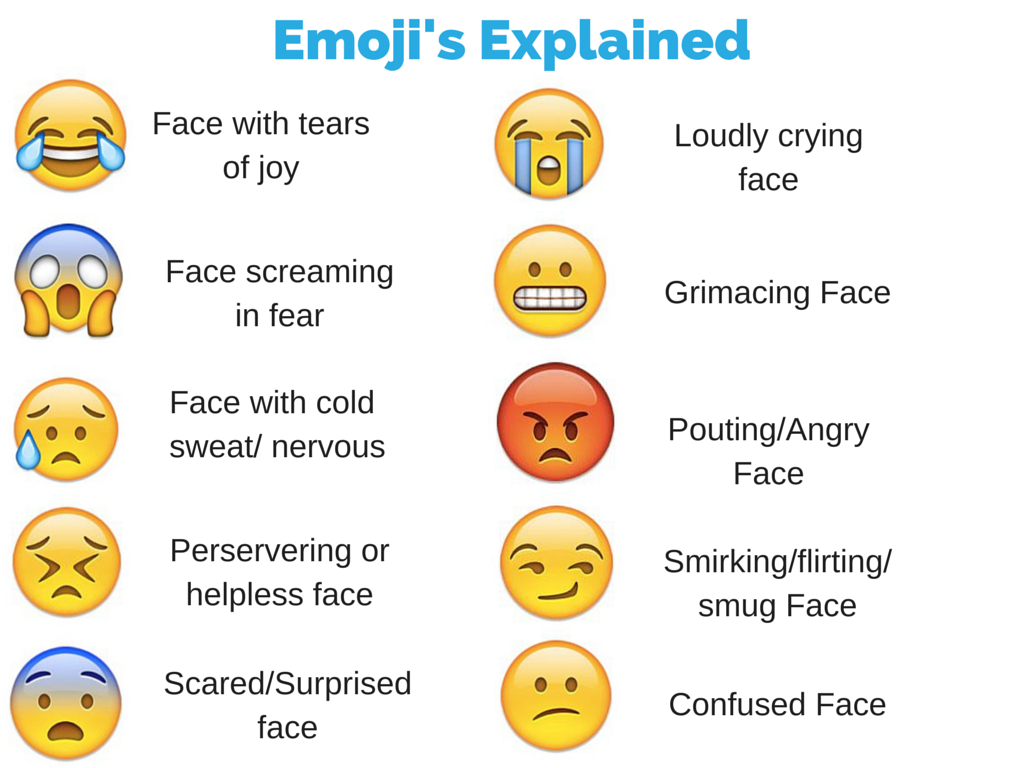 Emoji's Explained
Face with tears
of joy
Loudly crying
face
Face screaming
in fear
Grimacing Face
Face with cold
sweat/ nervous
Pouting/Angry
Face
Perservering or
helpless face
Smirking/flirting/
smug Face
Scared/Surprised
face
Confused Face